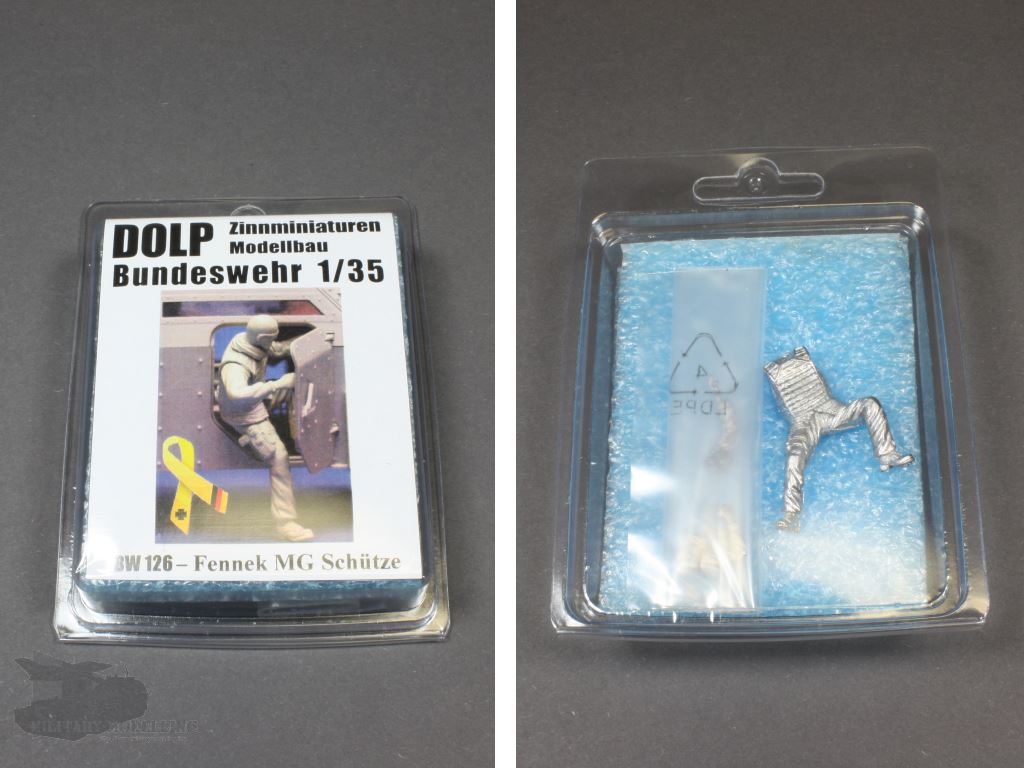 DOLP Zinnminiaturen
Modellbau
Bundeswehr 1/35
BW 126 – Fennek MG Schütze
4
LDPE